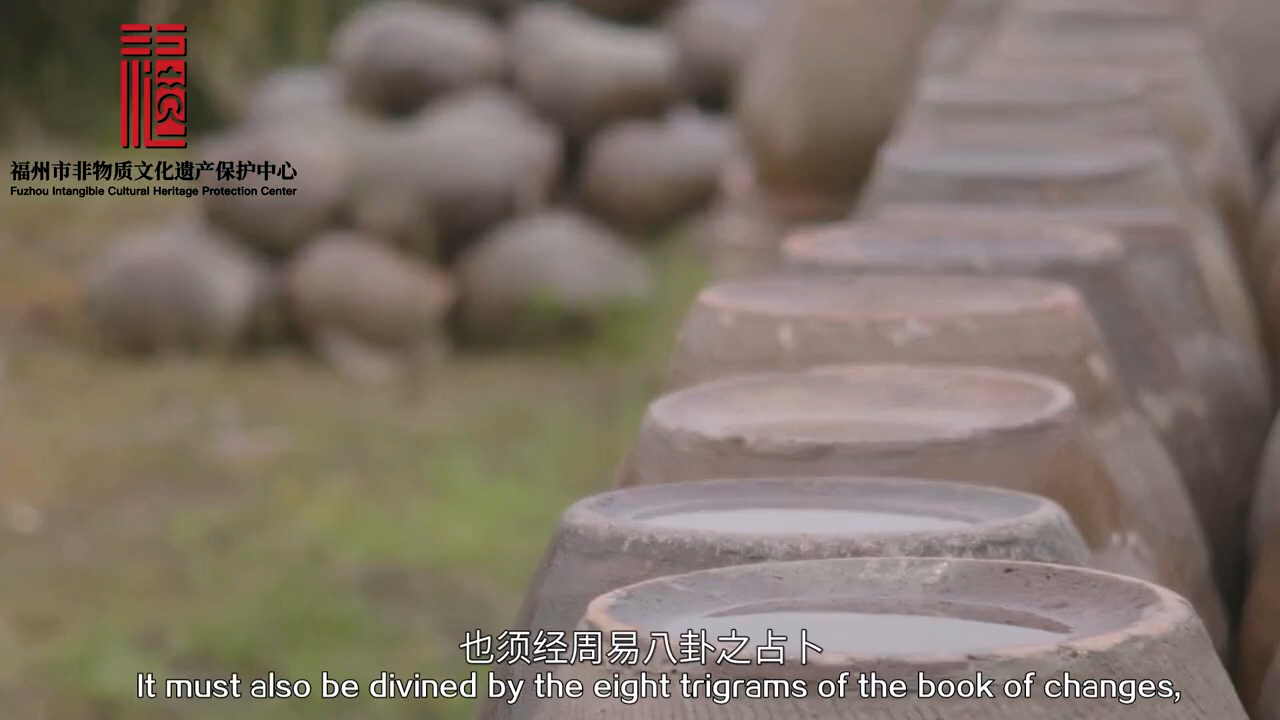 福州市非物质文化遗产保护中心
Fuzhou Intangible Cultural Heritage Protection Center
也须经周易八卦之占卜
It must also be divined by the eight trigrams of the book of changes,